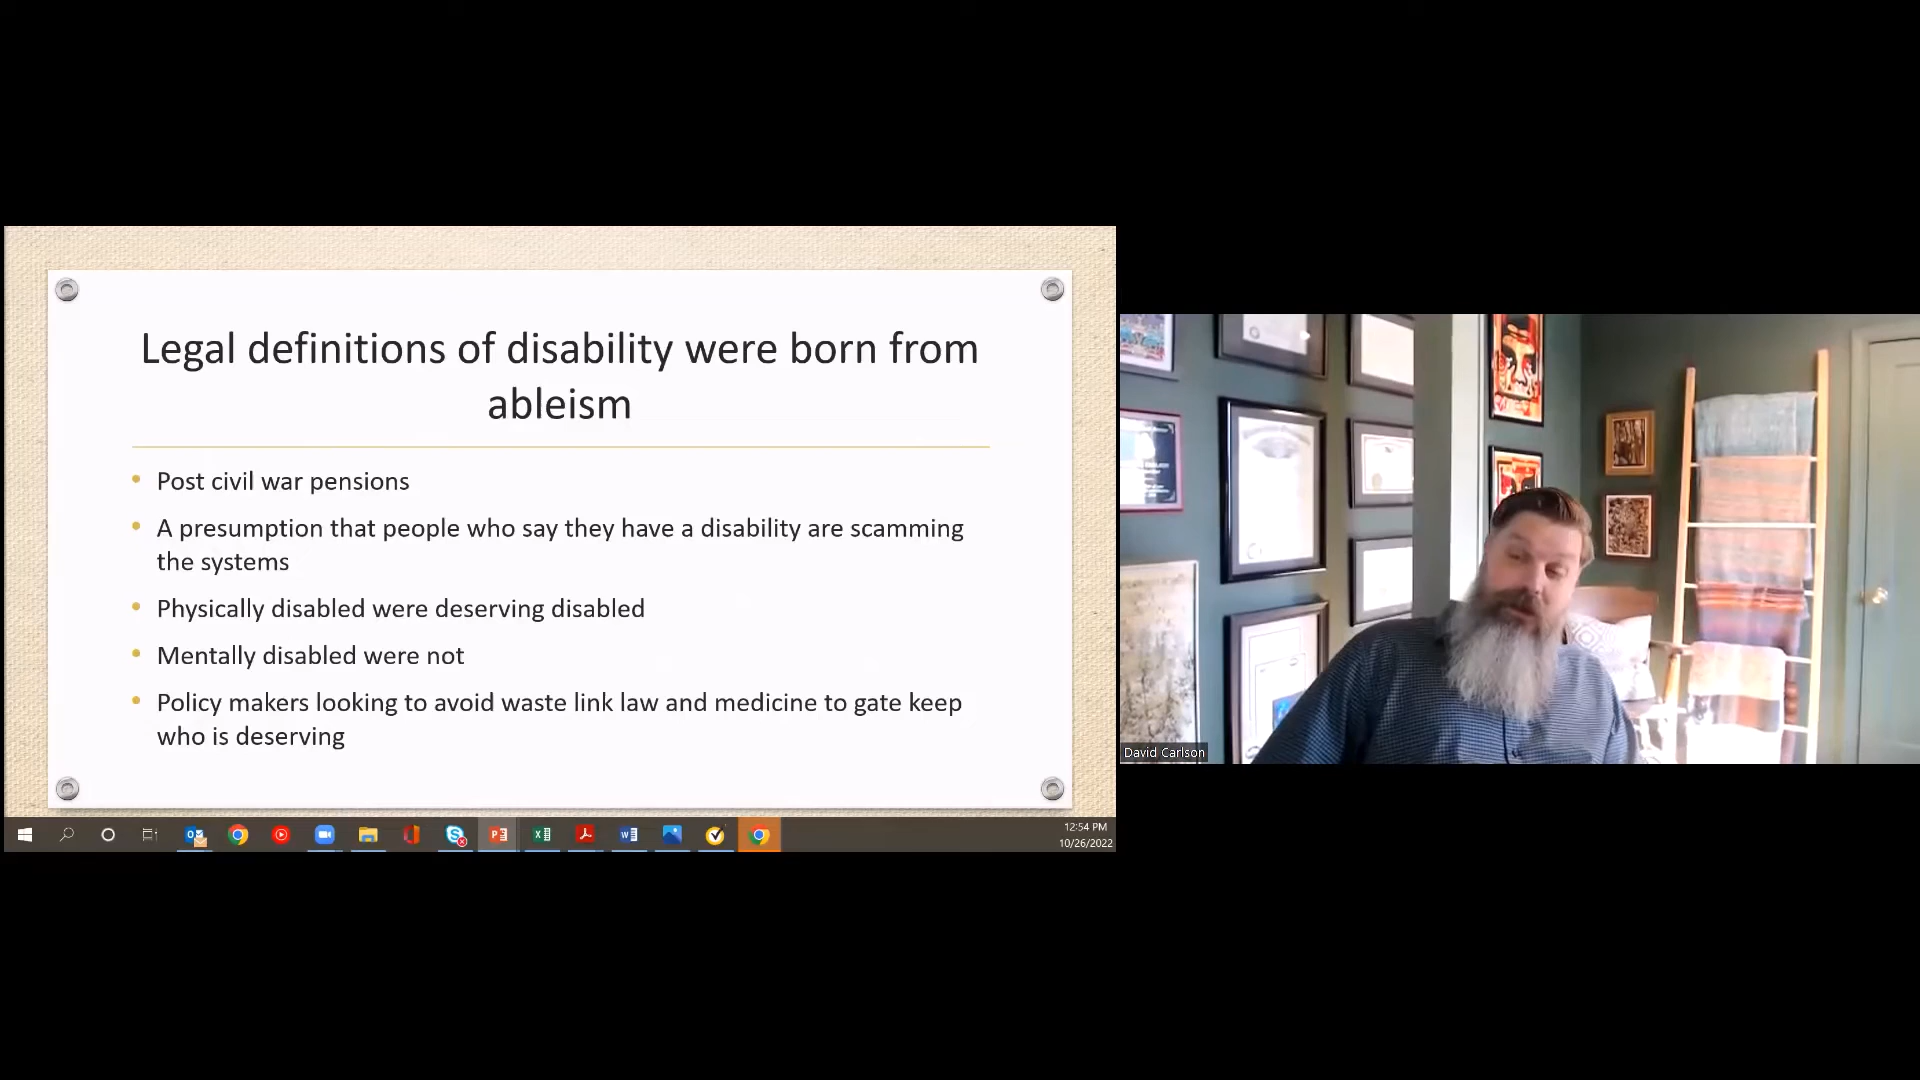 Legal definitions of disability were born from
ableism
• Post civil war pensions
• A presumption that people who say they have a disability are scamming
the systems
• Physically disabled were deserving disabled
• Mentally disabled were not
• Policy makers looking to avoid waste link law and medicine to gate keep
who is deserving
12:54 PM
10/26/2022
David Carlson